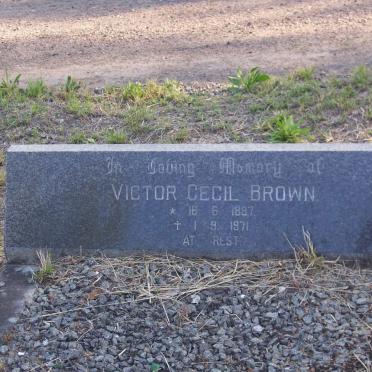 In Loving Memory of
VICTOR CECIL BROWN
* 16 . 6 . 1897
† 1 . 9 . 1971
AT REST